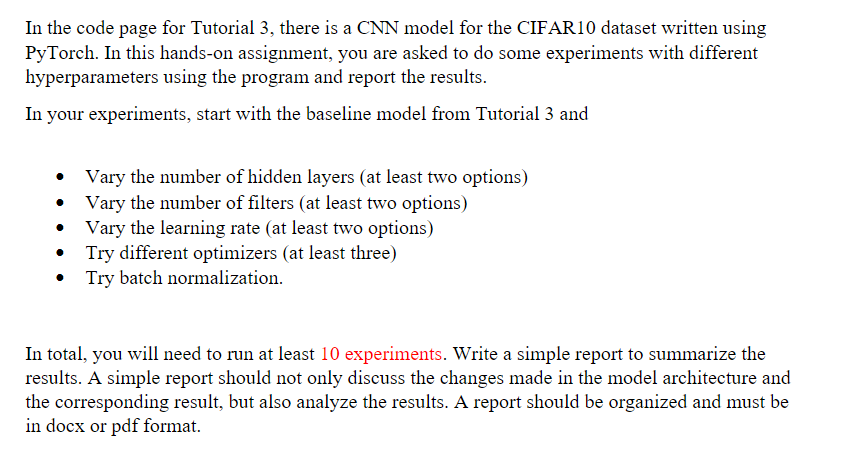 In the code page for Tutorial 3, there is a CNN model for the CIFAR10 dataset written using
PyTorch. In this hands-on assignment, you are asked to do some experiments with different
hyperparameters using the program and report the results.
In your experiments, start with the baseline model from Tutorial 3 and
• Vary the number of hidden layers (at least two options)
• Vary the number of filters (at least two options)
• Vary the learning rate (at least two options)
• Try different optimizers (at least three)
• Try batch normalization.
In total, you will need to run at least 10 experiments. Write a simple report to summarize the
results. A simple report should not only discuss the changes made in the model architecture and
the corresponding result, but also analyze the results. A report should be organized and must be
in docx or pdf format.